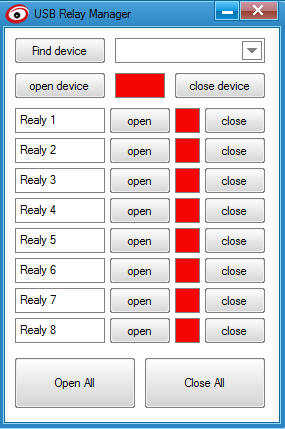 USB Relay Manager
Find device
open device close device
Realy 1 open close
Realy 2 open close
Realy 3 open close
Realy 4 open close
Realy 5 open close
Realy 6 open close
Realy 7 open close
Realy 8 open close
Open All Close All